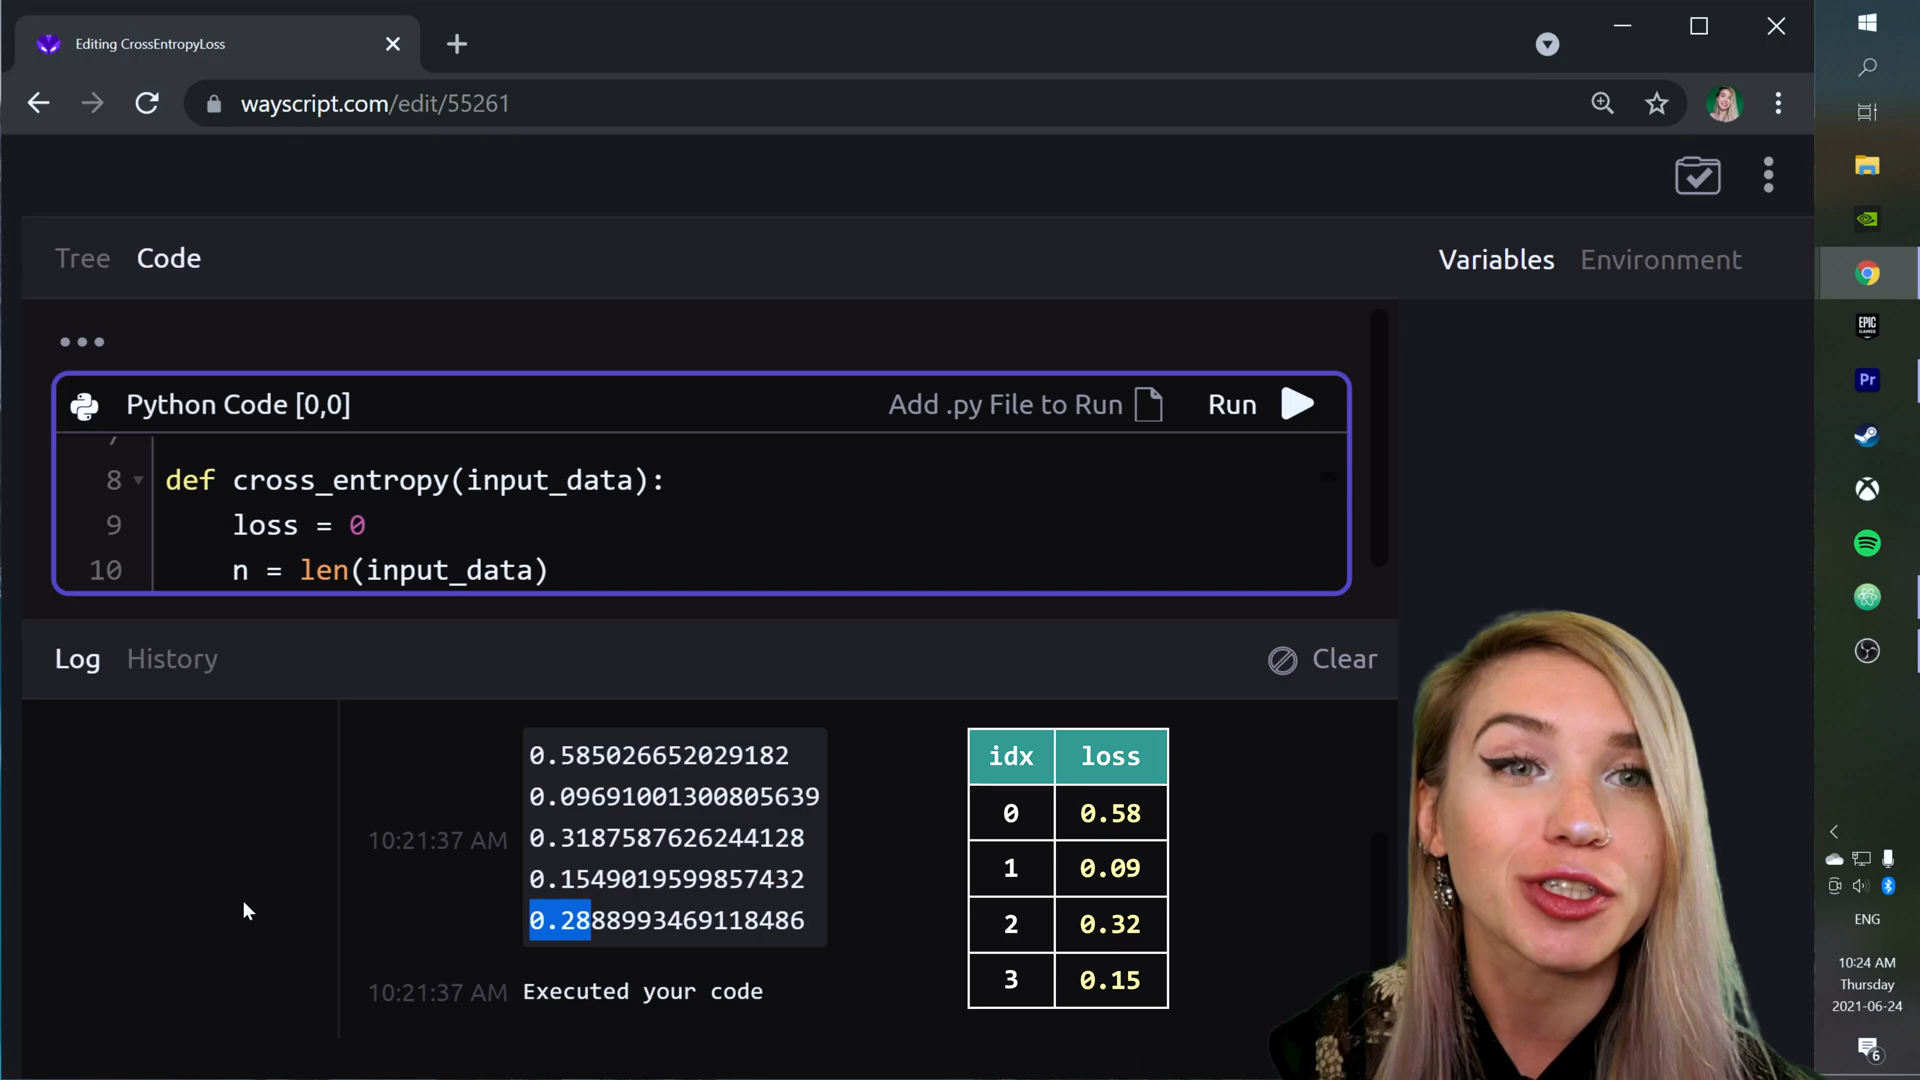 Editing CrossEntropyLoss
wayscript.com/edit/55261
Tree Code
Variables Environment
Python Code [0,0]
Add .py File to Run
Run
8 def cross_entropy(input_data):
9 loss = 0
10 n = len(input_data)
Log History
Clear
0.585026652029182
0.09691001300805639
10:21:37 AM 0.3187587626244128
0.1549019599857432
0.2888993469118486
10:21:37 AM Executed your code
idx loss
0 0.58
1 0.09
2 0.32
3 0.15
EPIC
GAMES
Pr
ENG
10:24 AM
Thursday
2021-06-24
6